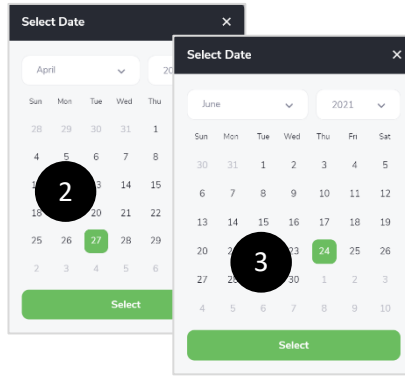 Select Date
April 20
Sun Mon Tue Wed Thu
28 29 30 31 1
4 5 6 7 8
14 15
18 20 21 22
25 26 27 28 29
2 3 4 5 6
Select
2
Select Date
June 2021
Sun Mon Tue Wed Thu Fri Sat
30 31 1 2 3 4 5
6 7 8 9 10 11 12
13 14 15 16 17 18 19
20 23 24 25 26
27 28 30 1 2 3
4 5 6 7 8 9 10
Select
3